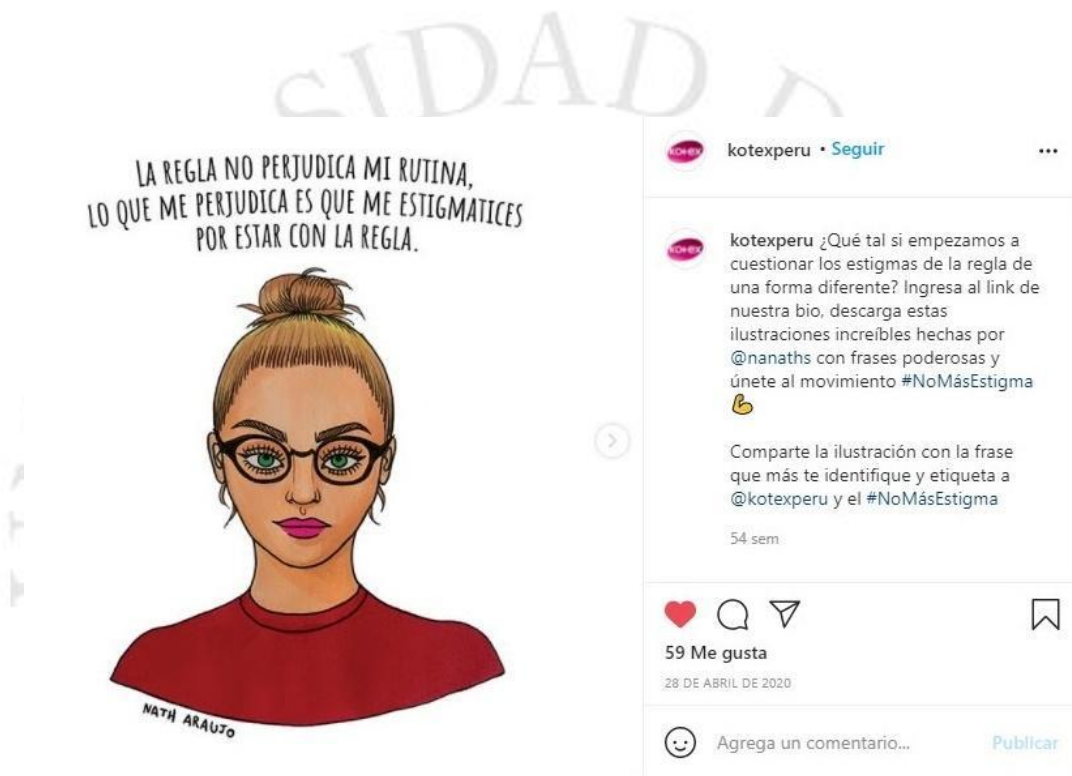 SIDAD D
LA REGLA NO PERJUDICA MI RUTINA,
LO QUE ME PERJUDICA ES QUE ME ESTIGMATICES
POR ESTAR CON LA REGLA.
NATH ARAUJO
kotexperu • Seguir
kotexperu ¿Qué tal si empezamos a
cuestionar los estigmas de la regla de
una forma diferente? Ingresa al link de
nuestra bio, descarga estas
ilustraciones increíbles hechas por
@nanaths con frases poderosas y
únete al movimiento #NoMásEstigma
Comparte la ilustración con la frase
que más te identifique y etiqueta a
@kotexperu y el #NoMásEstigma
54 sem
59 Me gusta
28 DE ABRIL DE 2020
Agrega un comentario...
Publicar